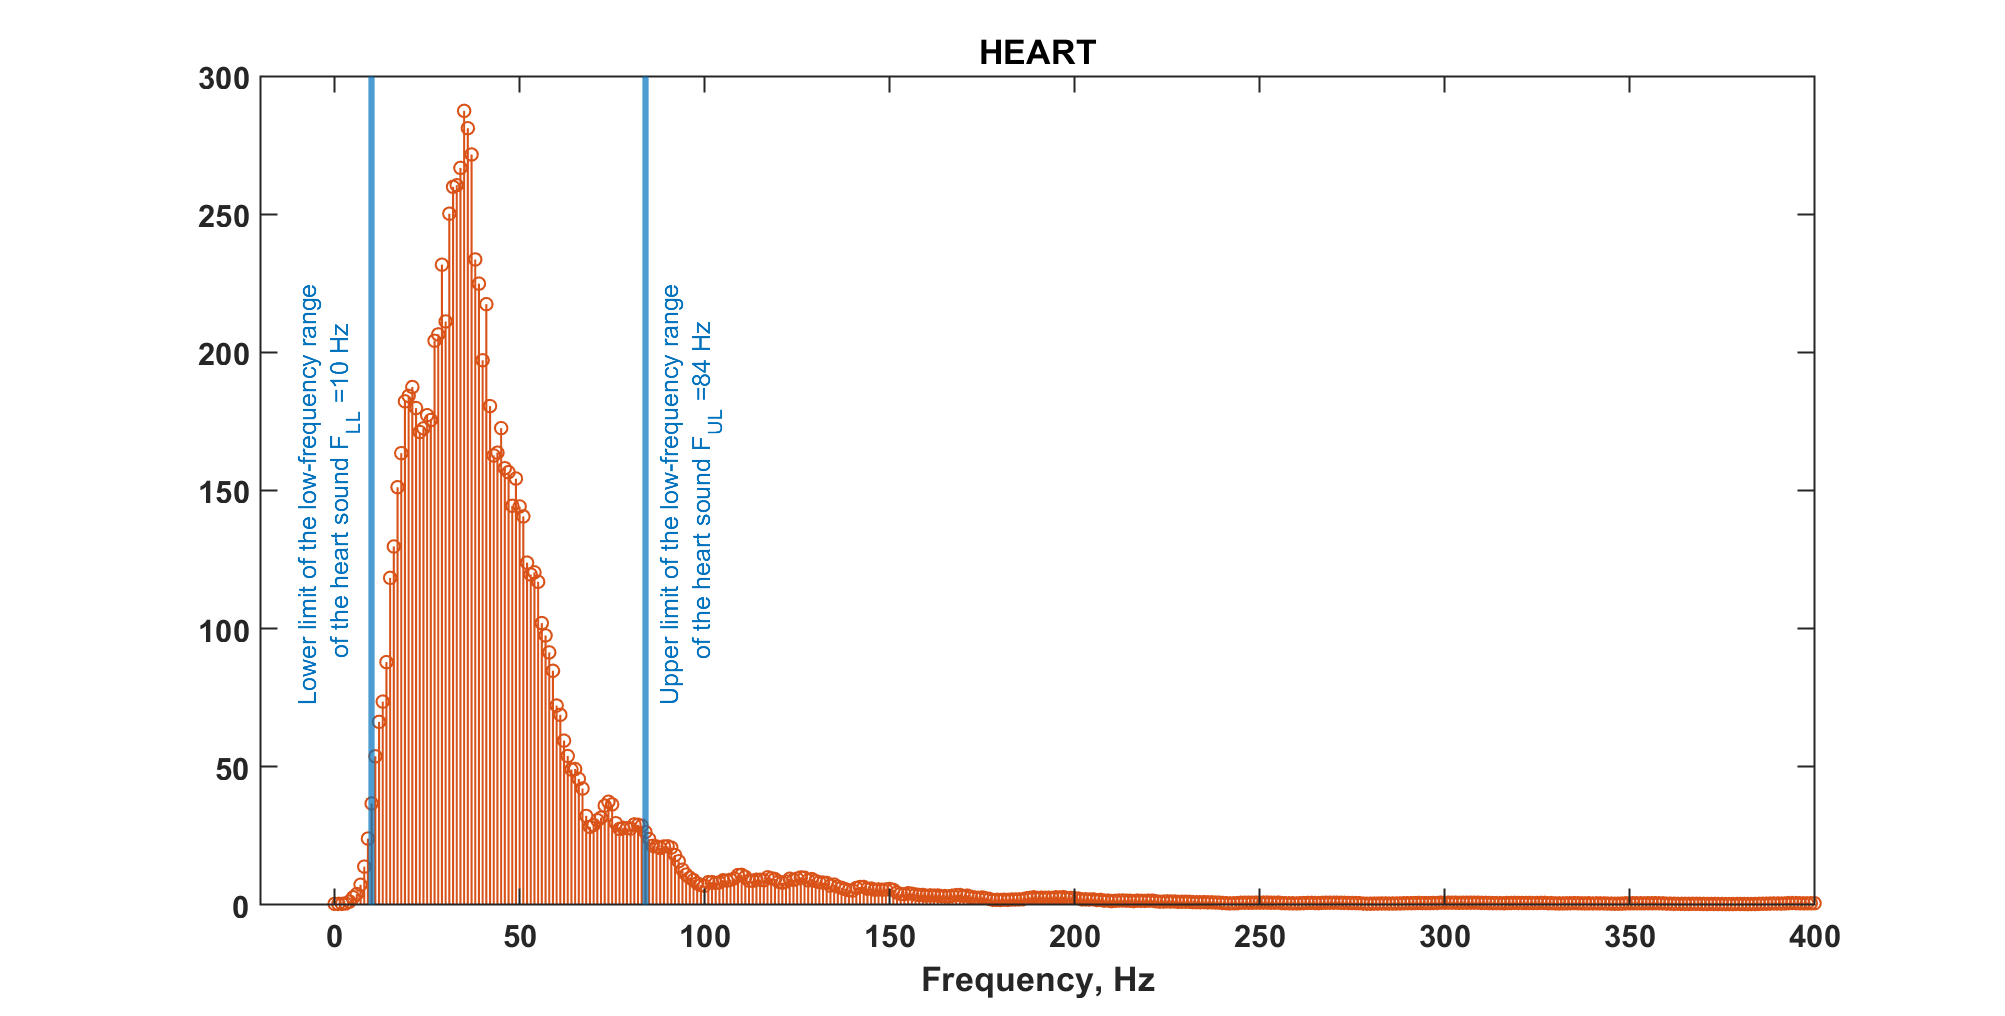 HEART
300
250
200
150
100
50
0
Lower limit of the low-frequency range
of the heart sound F_LL =10 Hz
Upper limit of the low-frequency range
of the heart sound F_UL =84 Hz
0 50 100 150 200 250 300 350 400
Frequency, Hz